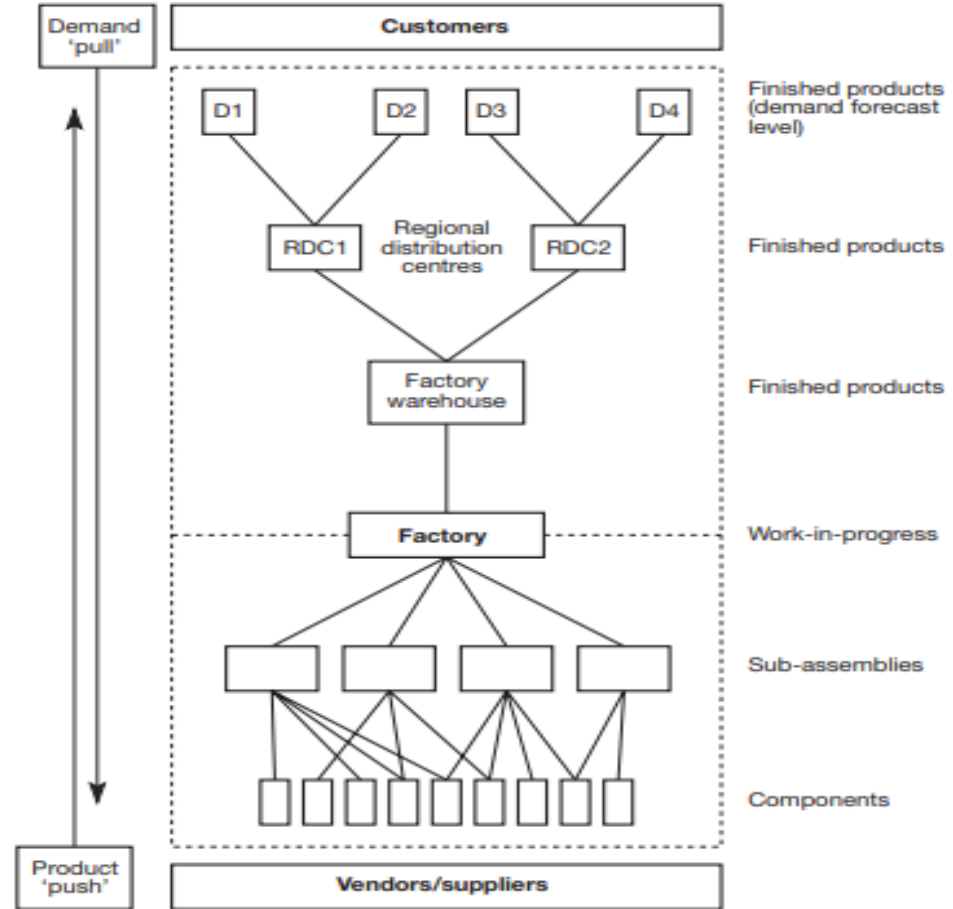 Demand
'pull'
Customers
D1
D2
D3
D4
Finished products
(demand forecast
level)
RDC1
Regional
distribution
centres
RDC2
Finished products
Factory
warehouse
Finished products
Factory
Work-in-progress
Sub-assemblies
Components
Product
'push'
Vendors/suppliers